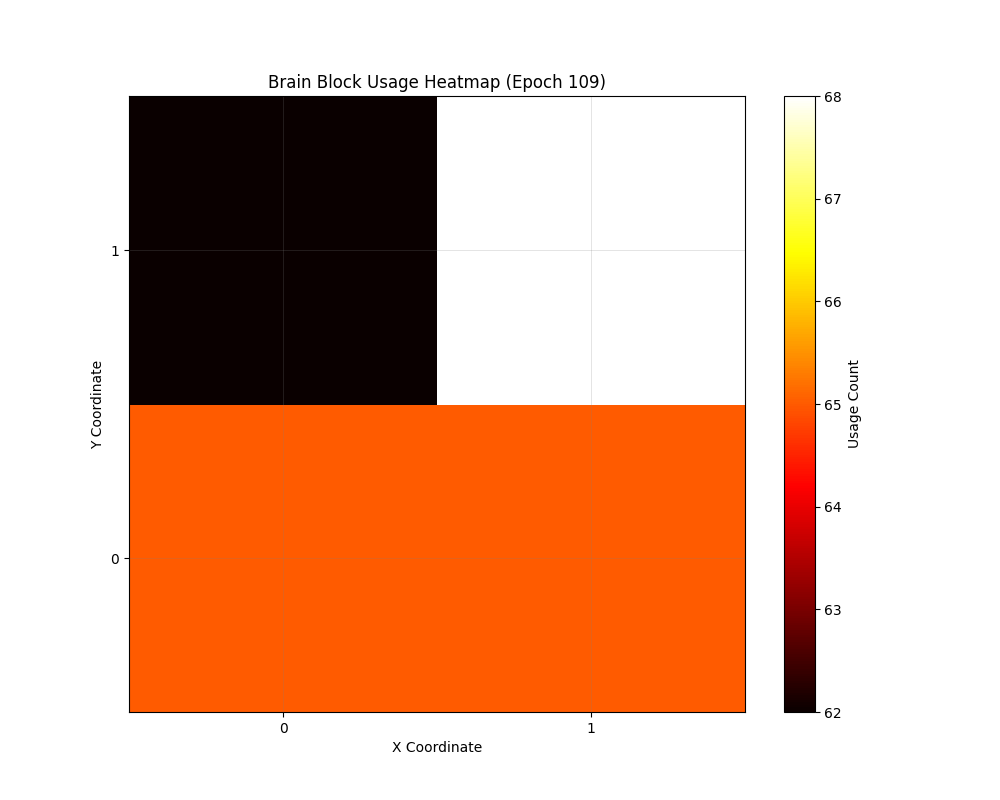 Brain Block Usage Heatmap (Epoch 109)
68
67
66
65
64
63
62
Usage Count
1
0
Y Coordinate
0 1
X Coordinate